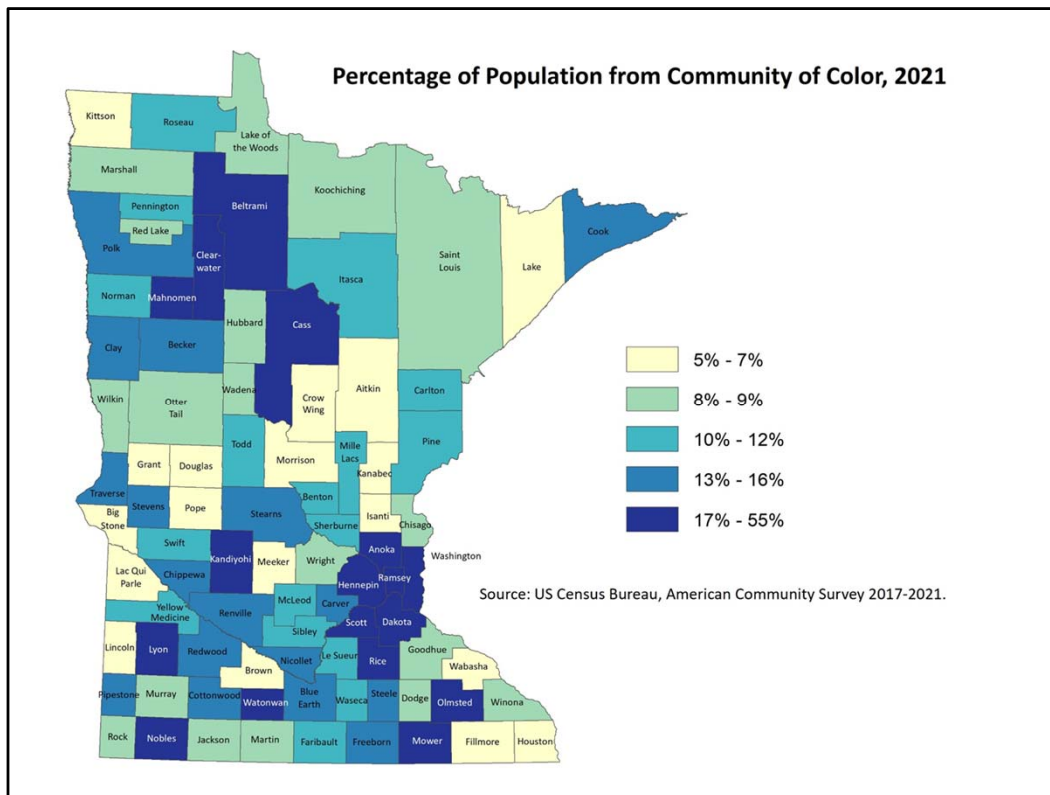 Percentage of Population from Community of Color, 2021
Kittson
Roseau
Lake of
the Woods
Marshall
Koochiching
Pennington
Beltrami
Red Lake
Polk
Clear-
water
Saint
Louis
Lake
Cook
Itasca
Norman
Mahnomen
Hubbard
Cass
Clay
Becker
Wadena
Crow
Wing
Aitkin
Carlton
Wilkin
Otter
Tail
Todd
Mille
Lacs
Pine
Morrison
Grant
Douglas
Kanabec
Traverse
Stevens
Pope
Stearns
Benton
Isanti
Big
Stone
Sherburne
Chisago
Swift
Kandiyohi
Meeker
Wright
Anoka
Washington
Lac Qui
Parle
Chippewa
Hennepin
Ramsey
Yellow
Medicine
Renville
McLeod
Carver
Scott
Dakota
Sibley
Lincoln
Lyon
Redwood
Nicollet
Le Sueur
Rice
Goodhue
Wabasha
Brown
Pipestone
Murray
Cottonwood
Watonwan
Blue
Earth
Waseca
Steele
Dodge
Olmsted
Winona
Rock
Nobles
Jackson
Martin
Faribault
Freeborn
Mower
Fillmore
Houston
5% - 7%
8% - 9%
10% - 12%
13% - 16%
17% - 55%
Source: US Census Bureau, American Community Survey 2017-2021.